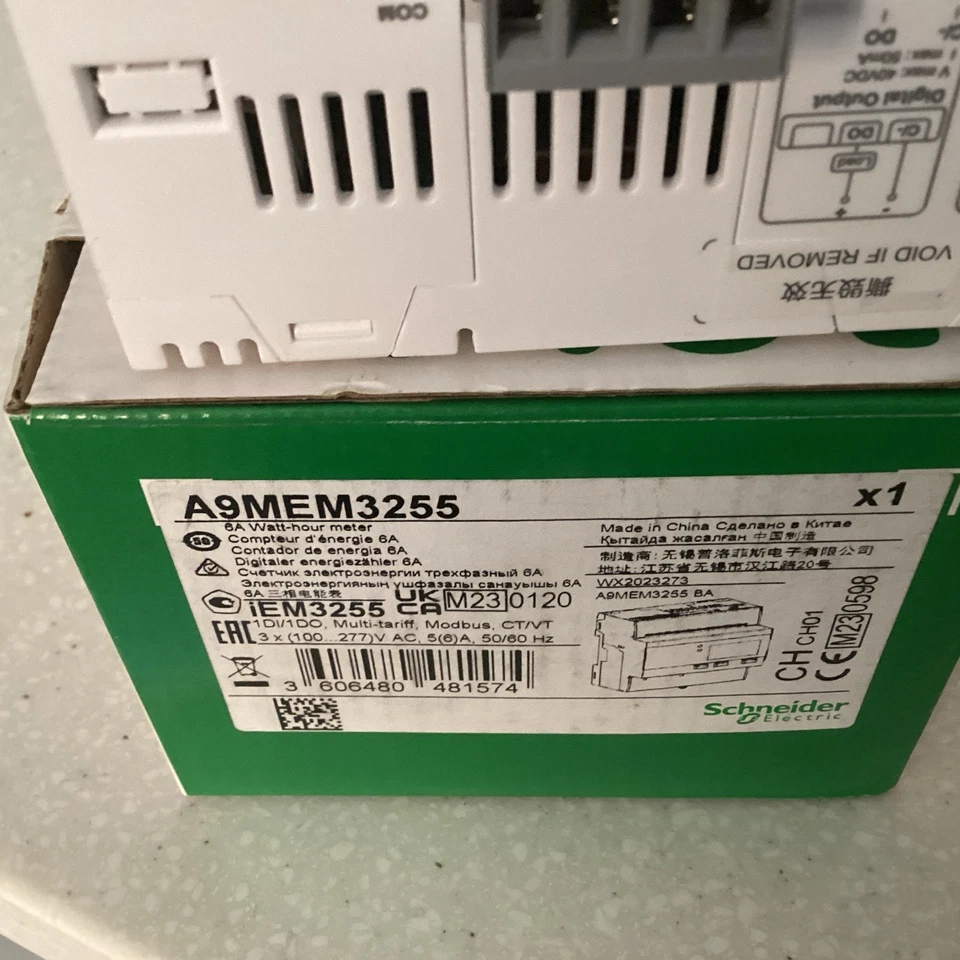 COM
C/-
DO
I max: 50mA
V max: 40VDC
Digital Output
DO
C/-
Load
+
-
VOID IF REMOVED
撕毁无效
A9MEM3255
x1
6A Watt-hour meter
Compteur d'énergie 6A
Contador de energia 6A
Digitaler energiezähler 6A
Счетчик электроэнергии трехфазный 6A
Электроэнергияның үшфазалы санауышы 6A
6A 三相电能表
iEM3255
UK
CA
M23
0120
1DI/1DO, Multi-tariff, Modbus, CT/VT
3 x (100...277)V AC, 5(6)A, 50/60 Hz
EAC
3 606480 481574
Made in China Сделано в Китае
Қытайда жасалған 中国制造
制造商: 无锡普洛菲斯电子有限公司
地址: 江苏省无锡市汉江路20号
WX2023273
A9MEM3255 BA
CH CH01
CE M23 0598
Schneider
Electric